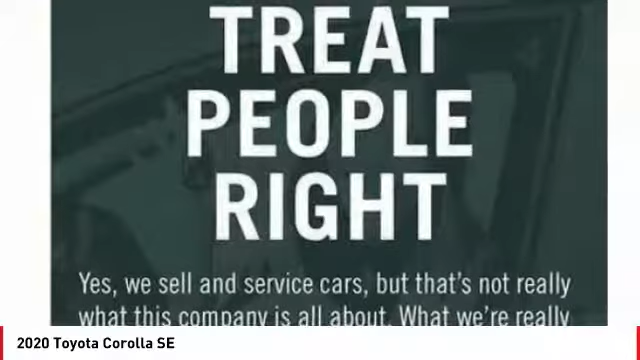 TREAT
PEOPLE
RIGHT
Yes, we sell and service cars, but that's not really
what this company is all about. What we're really
2020 Toyota Corolla SE